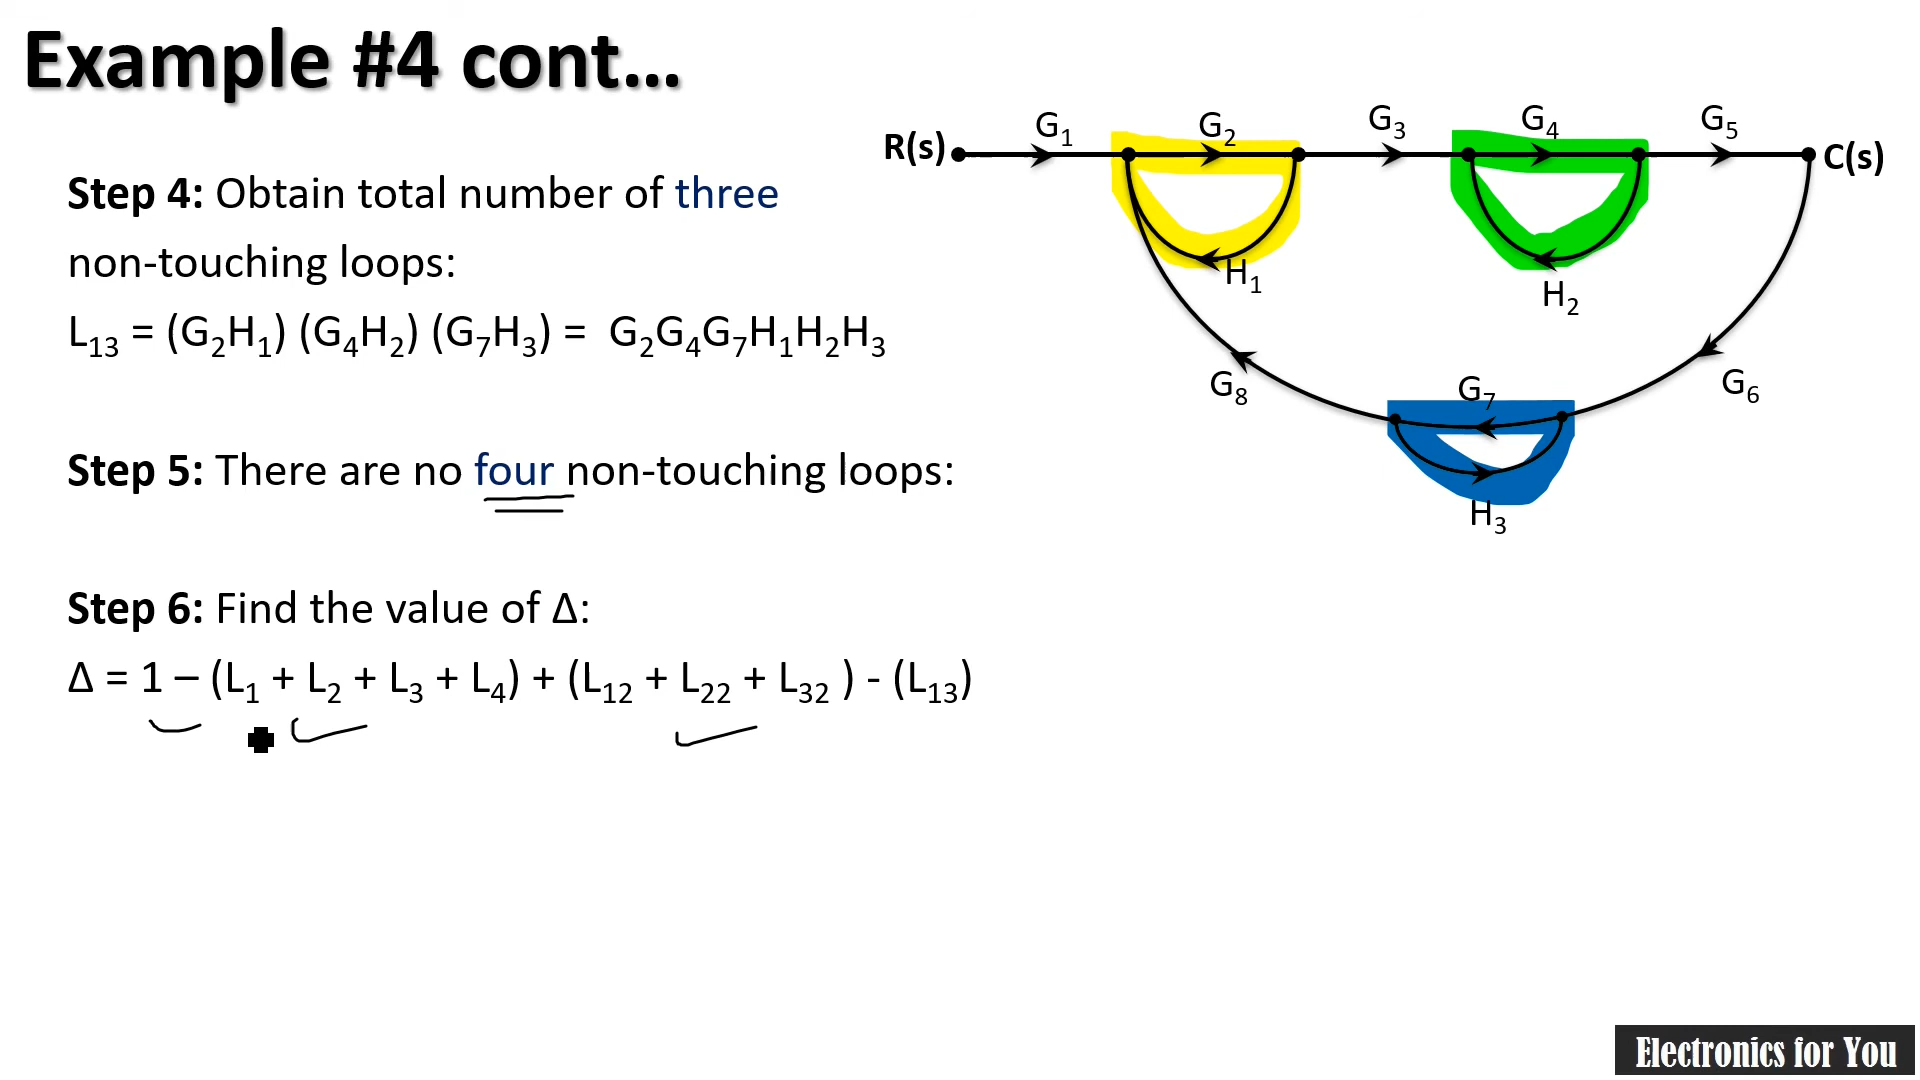 Example #4 cont...
Step 4: Obtain total number of three
non-touching loops:
L₁₃ = (G₂H₁) (G₄H₂) (G₇H₃) = G₂G₄G₇H₁H₂H₃
Step 5: There are no four non-touching loops:
Step 6: Find the value of Δ:
Δ = 1 – (L₁ + L₂ + L₃ + L₄) + (L₁₂ + L₂₂ + L₃₂ ) - (L₁₃)
R(s) G₁ G₂ G₃ G₄ G₅ C(s)
H₁ H₂
G₈ G₇ G₆
H₃
Electronics for You